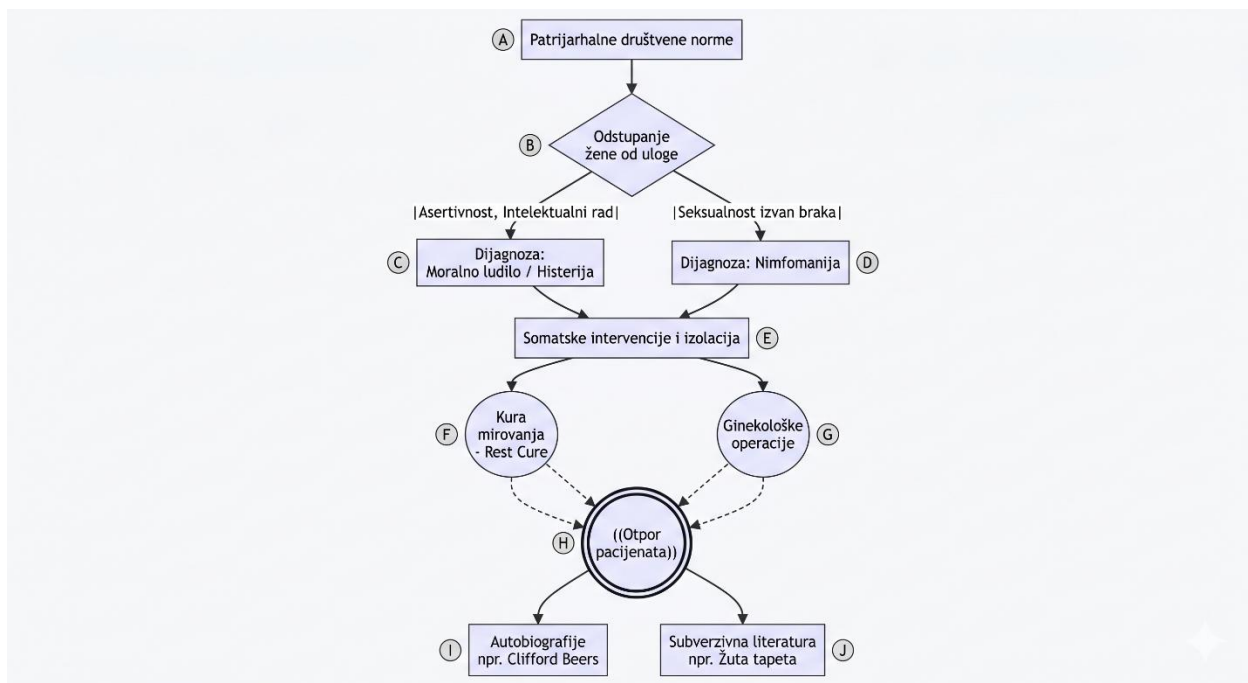 A
Patrijarhalne društvene norme
B
Odstupanje
žene od uloge
|Asertivnost, Intelektualni rad|
|Seksualnost izvan braka|
C
Dijagnoza:
Moralno ludilo / Histerija
Dijagnoza: Nimfomanija
D
Somatske intervencije i izolacija
E
F
Kura
mirovanja
- Rest Cure
Ginekološke
operacije
G
H
((Otpor
pacijenata))
I
Autobiografije
npr. Clifford Beers
Subverzivna literatura
npr. Žuta tapeta
J